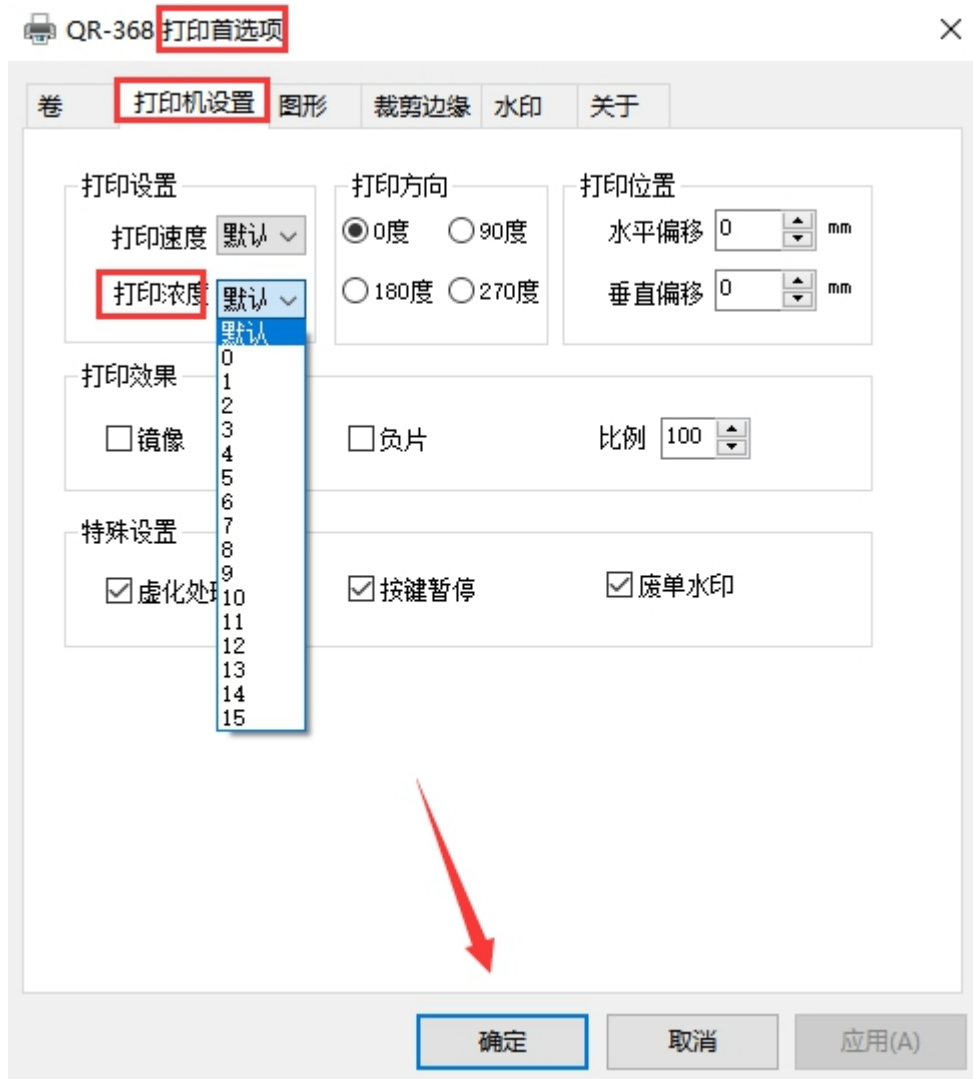 QR-368 打印首选项
卷 打印机设置 图形 裁剪边缘 水印 关于
打印设置 打印方向 打印位置
打印速度 默认 0度 90度 水平偏移 0 mm
打印浓度 默认 180度 270度 垂直偏移 0 mm
默认
0
打印效果
1
2
镜像 3 负片 比例 100
4
5
6
特殊设置 7
8
9
虚化处 10 按键暂停 废单水印
11
12
13
14
15
确定 取消 应用(A)